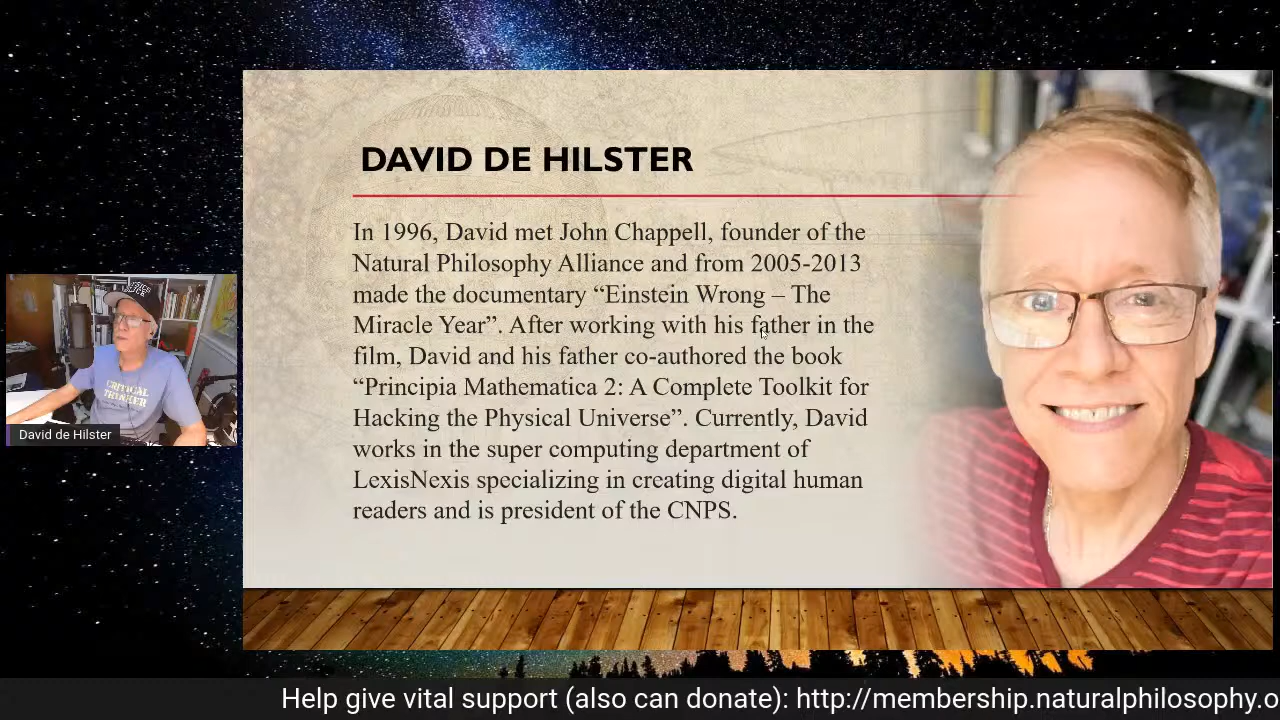 DAVID DE HILSTER
In 1996, David met John Chappell, founder of the
Natural Philosophy Alliance and from 2005-2013
made the documentary “Einstein Wrong – The
Miracle Year”. After working with his father in the
film, David and his father co-authored the book
“Principia Mathematica 2: A Complete Toolkit for
Hacking the Physical Universe”. Currently, David
works in the super computing department of
LexisNexis specializing in creating digital human
readers and is president of the CNPS.
CRITICAL
THINKER
David de Hilster
Help give vital support (also can donate): http://membership.naturalphilosophy.o